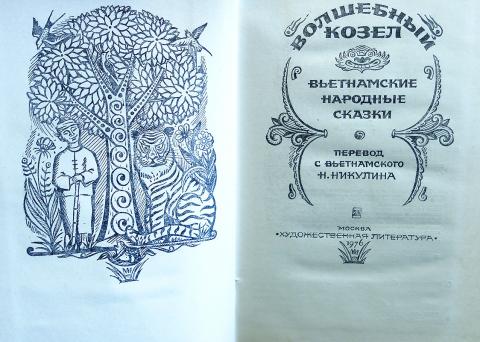 ВОЛШЕБНЫЙ
КОЗЕЛ
ВЬЕТНАМСКИЕ
НАРОДНЫЕ
СКАЗКИ
ПЕРЕВОД
С ВЬЕТНАМСКОГО
Н. НИКУЛИНА
МОСКВА
•ХУДОЖЕСТВЕННАЯ ЛИТЕРАТУРА•
1976